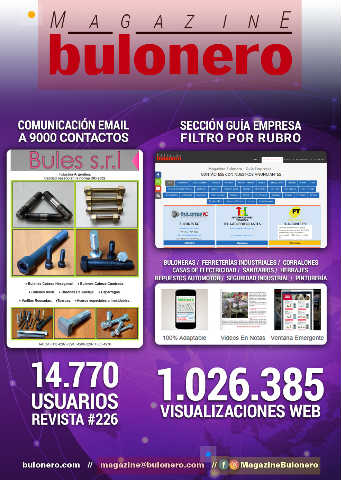 MAGAZINE
bulonero
COMUNICACIÓN EMAIL
A 9000 CONTACTOS
Bules s.r.l
SECCIÓN GUÍA EMPRESA
FILTRO POR RUBRO
BULONERAS / FERRETERÍAS INDUSTRIALES / CORRALONES
CASAS DE ELECTRICIDAD / SANITARIOS / HERRAJES
REPUESTOS AUTOMOTOR / SEGURIDAD INDUSTRIAL / PINTURERÍA
100% Adaptable
Videos En Notas
Ventana Emergente
14.770
USUARIOS
REVISTA #226
1.026.385
VISUALIZACIONES WEB
bulonero.com // magazine@bulonero.com // MagazineBulonero